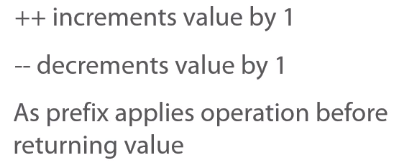 ++ increments value by 1
-- decrements value by 1
As prefix applies operation before
returning value